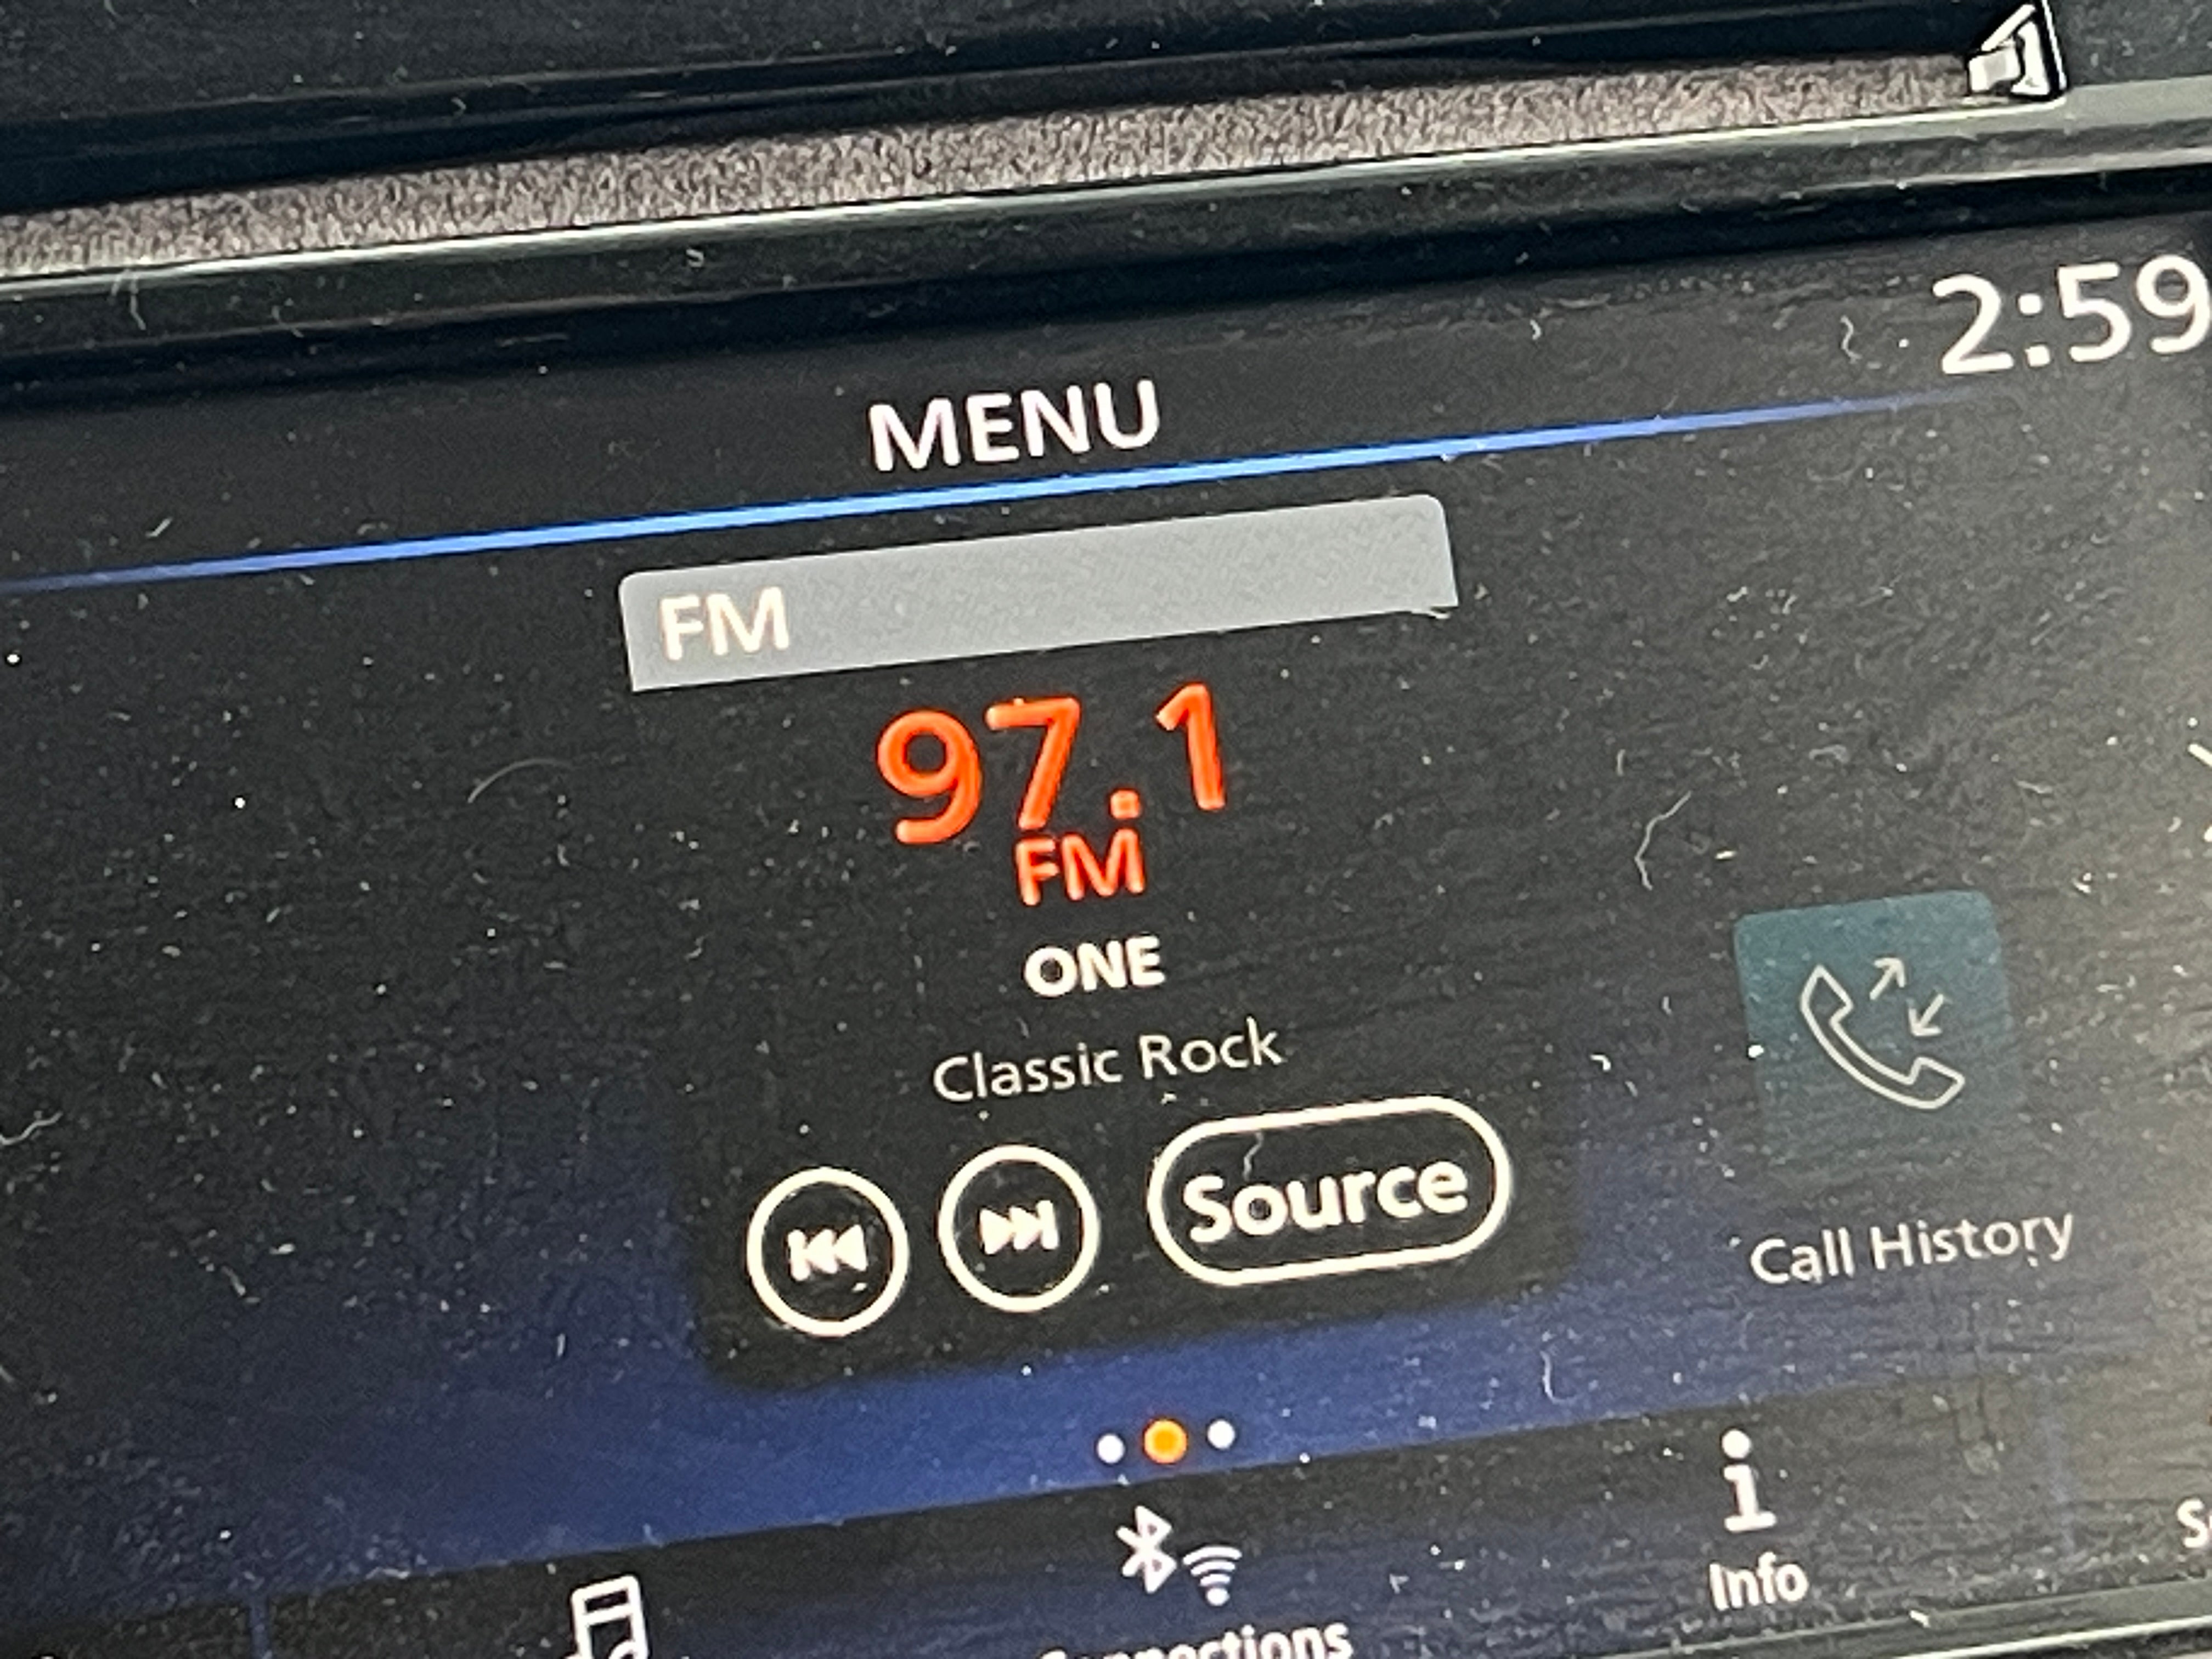 2:59
MENU
FM
97.1
FM
ONE
Classic Rock
Source
Call History
Info